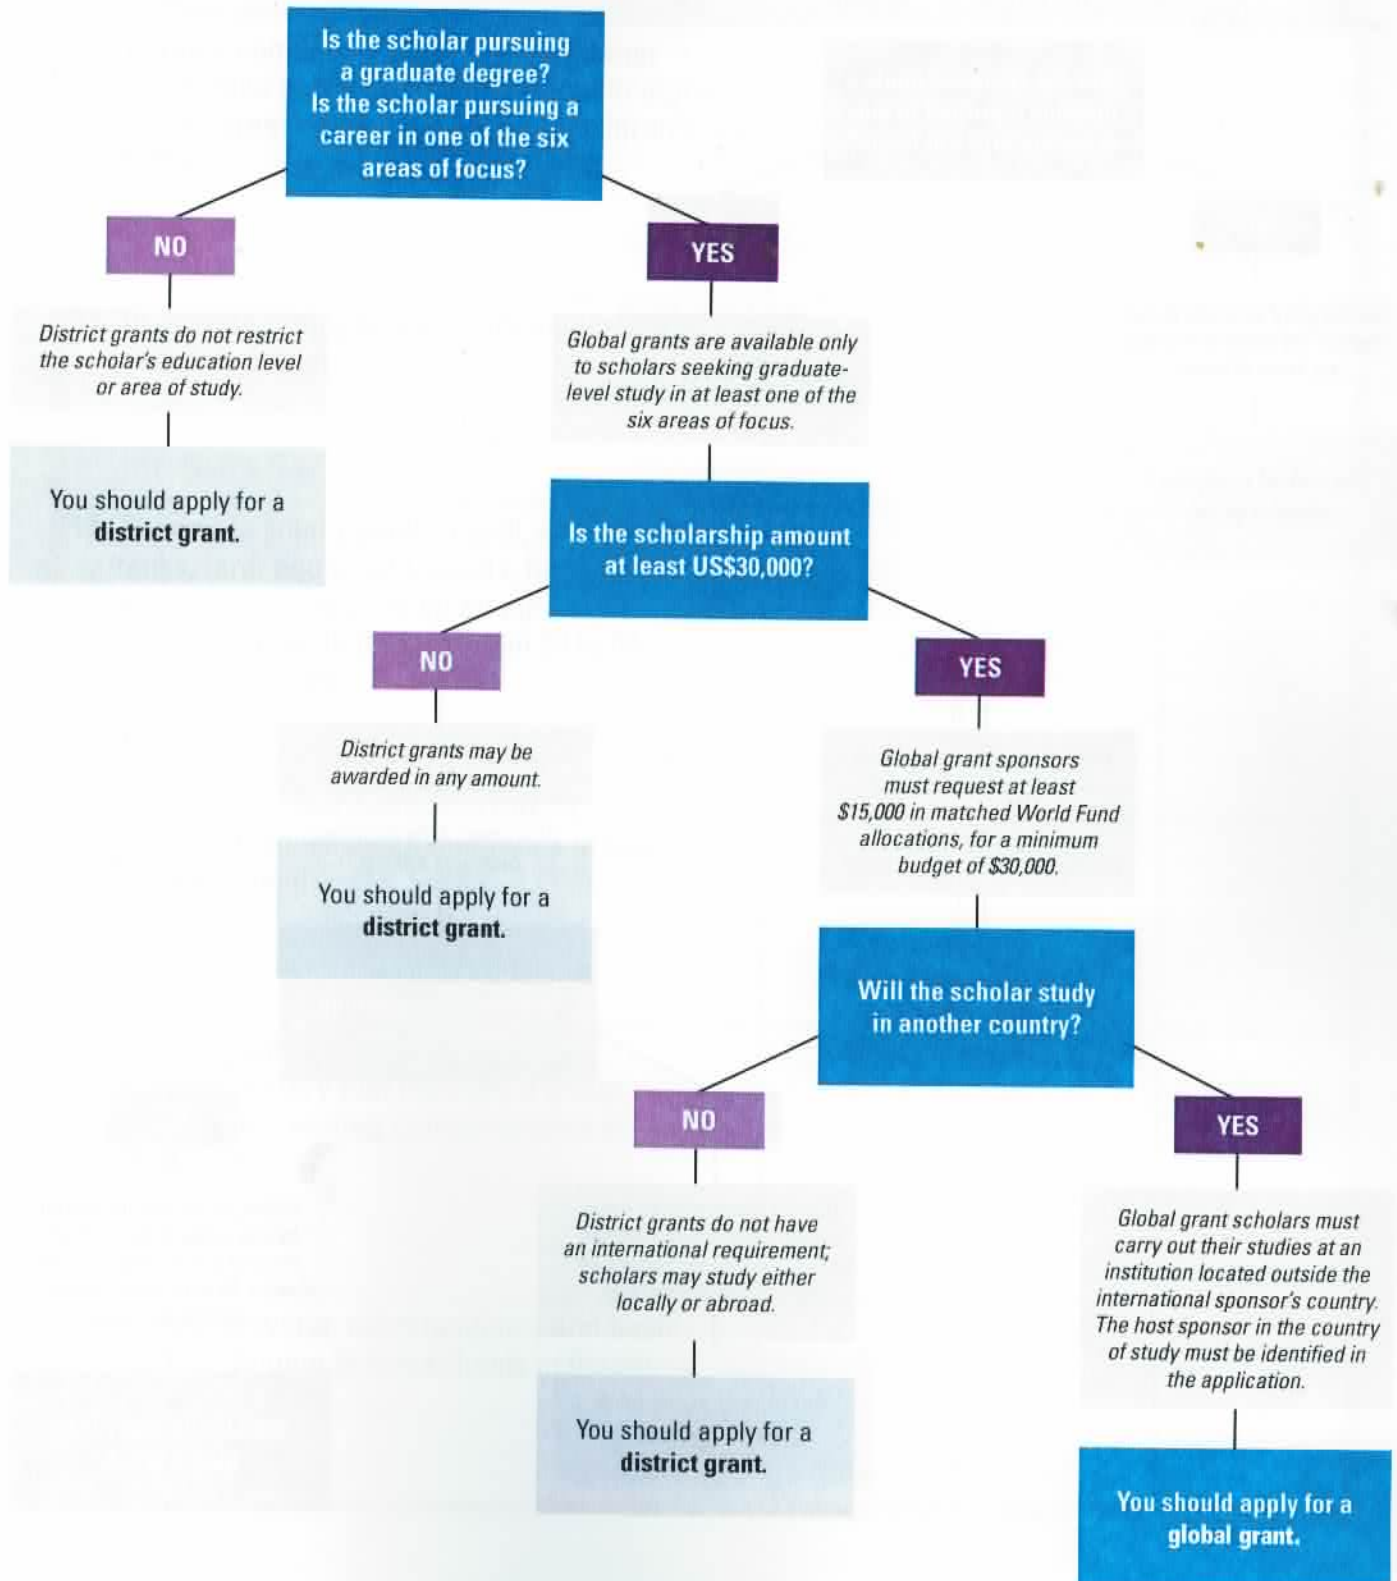 Is the scholar pursuing
a graduate degree?
Is the scholar pursuing a
career in one of the six
areas of focus?
NO
YES
District grants do not restrict
the scholar's education level
or area of study.
Global grants are available only
to scholars seeking graduate-
level study in at least one of the
six areas of focus.
You should apply for a
district grant.
Is the scholarship amount
at least US$30,000?
NO
YES
District grants may be
awarded in any amount.
Global grant sponsors
must request at least
$15,000 in matched World Fund
allocations, for a minimum
budget of $30,000.
You should apply for a
district grant.
Will the scholar study
in another country?
NO
YES
District grants do not have
an international requirement;
scholars may study either
locally or abroad.
Global grant scholars must
carry out their studies at an
institution located outside the
international sponsor's country.
The host sponsor in the country
of study must be identified in
the application.
You should apply for a
district grant.
You should apply for a
global grant.